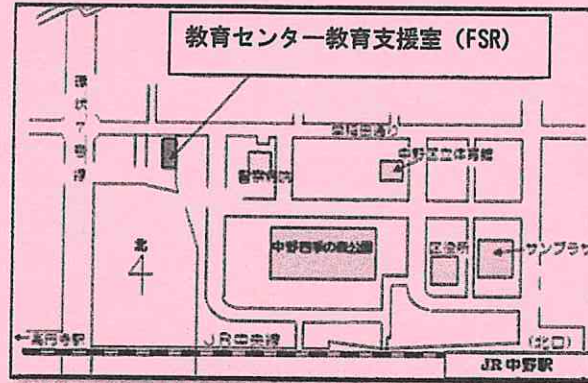 教育センター教育支援室（FSR）
環状7号線
早稲田通り
中野区立体育館
警察病院
北
中野四季の森公園
区役所
サンプラザ
←高円寺駅
JR中央線
(北口)
JR中野駅